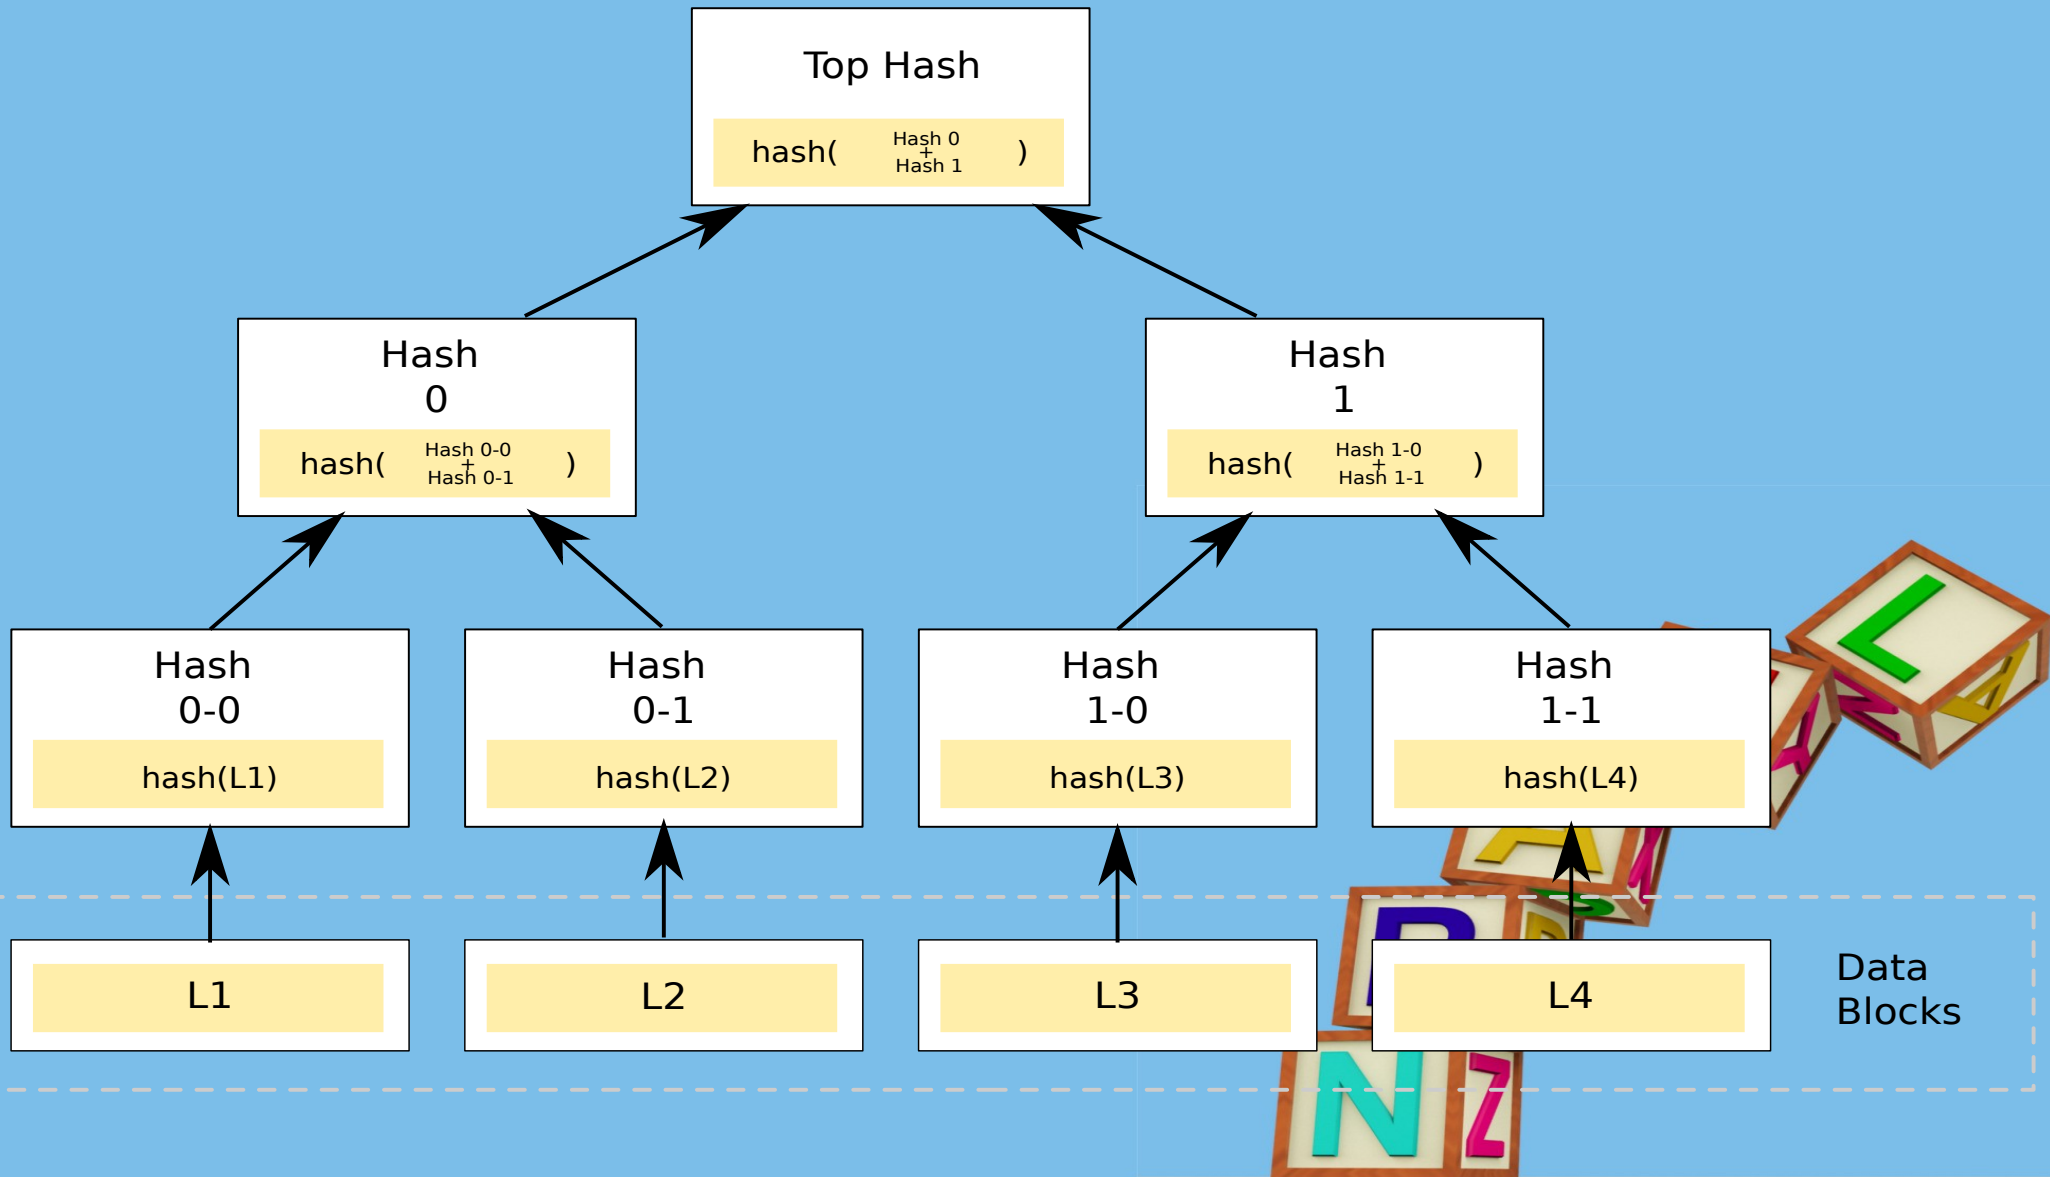 Top Hash
hash( Hash 0 + Hash 1 )
Hash 0
hash( Hash 0-0 + Hash 0-1 )
Hash 1
hash( Hash 1-0 + Hash 1-1 )
Hash 0-0
hash(L1)
Hash 0-1
hash(L2)
Hash 1-0
hash(L3)
Hash 1-1
hash(L4)
L1
L2
L3
L4
Data
Blocks
L
A
N
Z